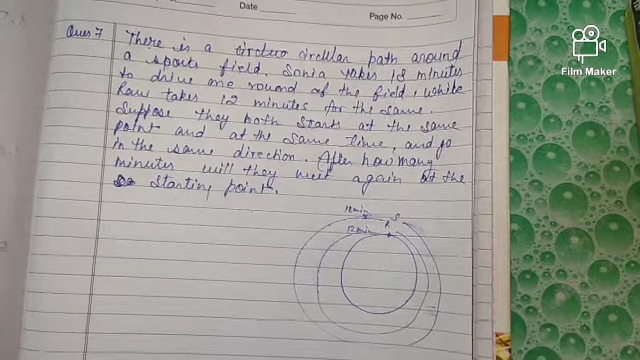 Date
Page No.
Ques 7
There is a circular path around
a sports field. Sonia takes 18 minutes
to drive one round of the field, while
Ravi takes 12 minutes for the same.
Suppose they both starts at the same
point and at the same time, and go
in the same direction. After how many
minutes will they meet again at the
starting point.
18min S
R
12min
Film Maker